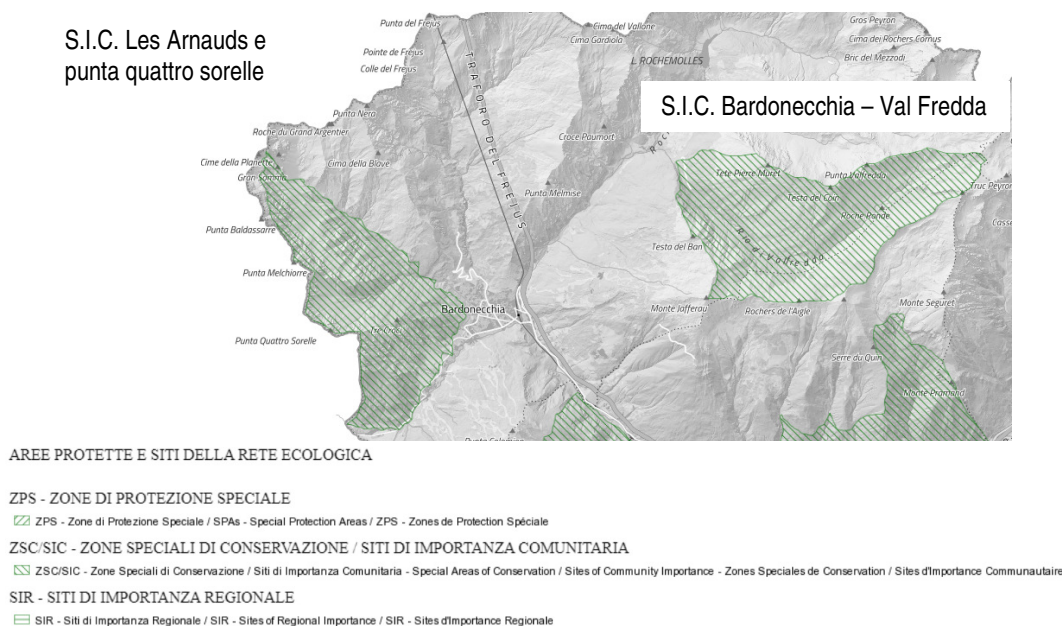 S.I.C. Les Arnauds e
punta quattro sorelle
S.I.C. Bardonecchia – Val Fredda
Punta del Frejus
Cima del Vallone
Cima Gardiola
Gros Peyron
Cima dei Rochers Cornus
Bric del Mezzodì
Pointe de Frejus
Colle del Frejus
L. ROCHEMOLLES
TRAFORO DEL FREJUS
Punta Nera
Roche du Grand Argentier
Croce Paumort
Cime della Planette
Cima della Blave
Gran Somma
Tete Pierre Muret
Punta Valfredda
Truc Peyron
Punta Melmise
Testa del Coin
Roche Ronde
Punta Baldassarre
Testa del Ban
Rio di Valfredda
Punta Melchiorre
Bardonecchia
Monte Jafferau
Rochers de l'Aigle
Monte Seguret
Tre Croci
Punta Quattro Sorelle
Serre du Quin
Monte Pramand
AREE PROTETTE E SITI DELLA RETE ECOLOGICA
ZPS - ZONE DI PROTEZIONE SPECIALE
ZPS - Zone di Protezione Speciale / SPAs - Special Protection Areas / ZPS - Zones de Protection Spéciale
ZSC/SIC - ZONE SPECIALI DI CONSERVAZIONE / SITI DI IMPORTANZA COMUNITARIA
ZSC/SIC - Zone Speciali di Conservazione / Siti di Importanza Comunitaria - Special Areas of Conservation / Sites of Community Importance - Zones Speciales de Conservation / Sites d'Importance Communautaire
SIR - SITI DI IMPORTANZA REGIONALE
SIR - Siti di Importanza Regionale / SIR - Sites of Regional Importance / SIR - Sites d'Importance Regionale